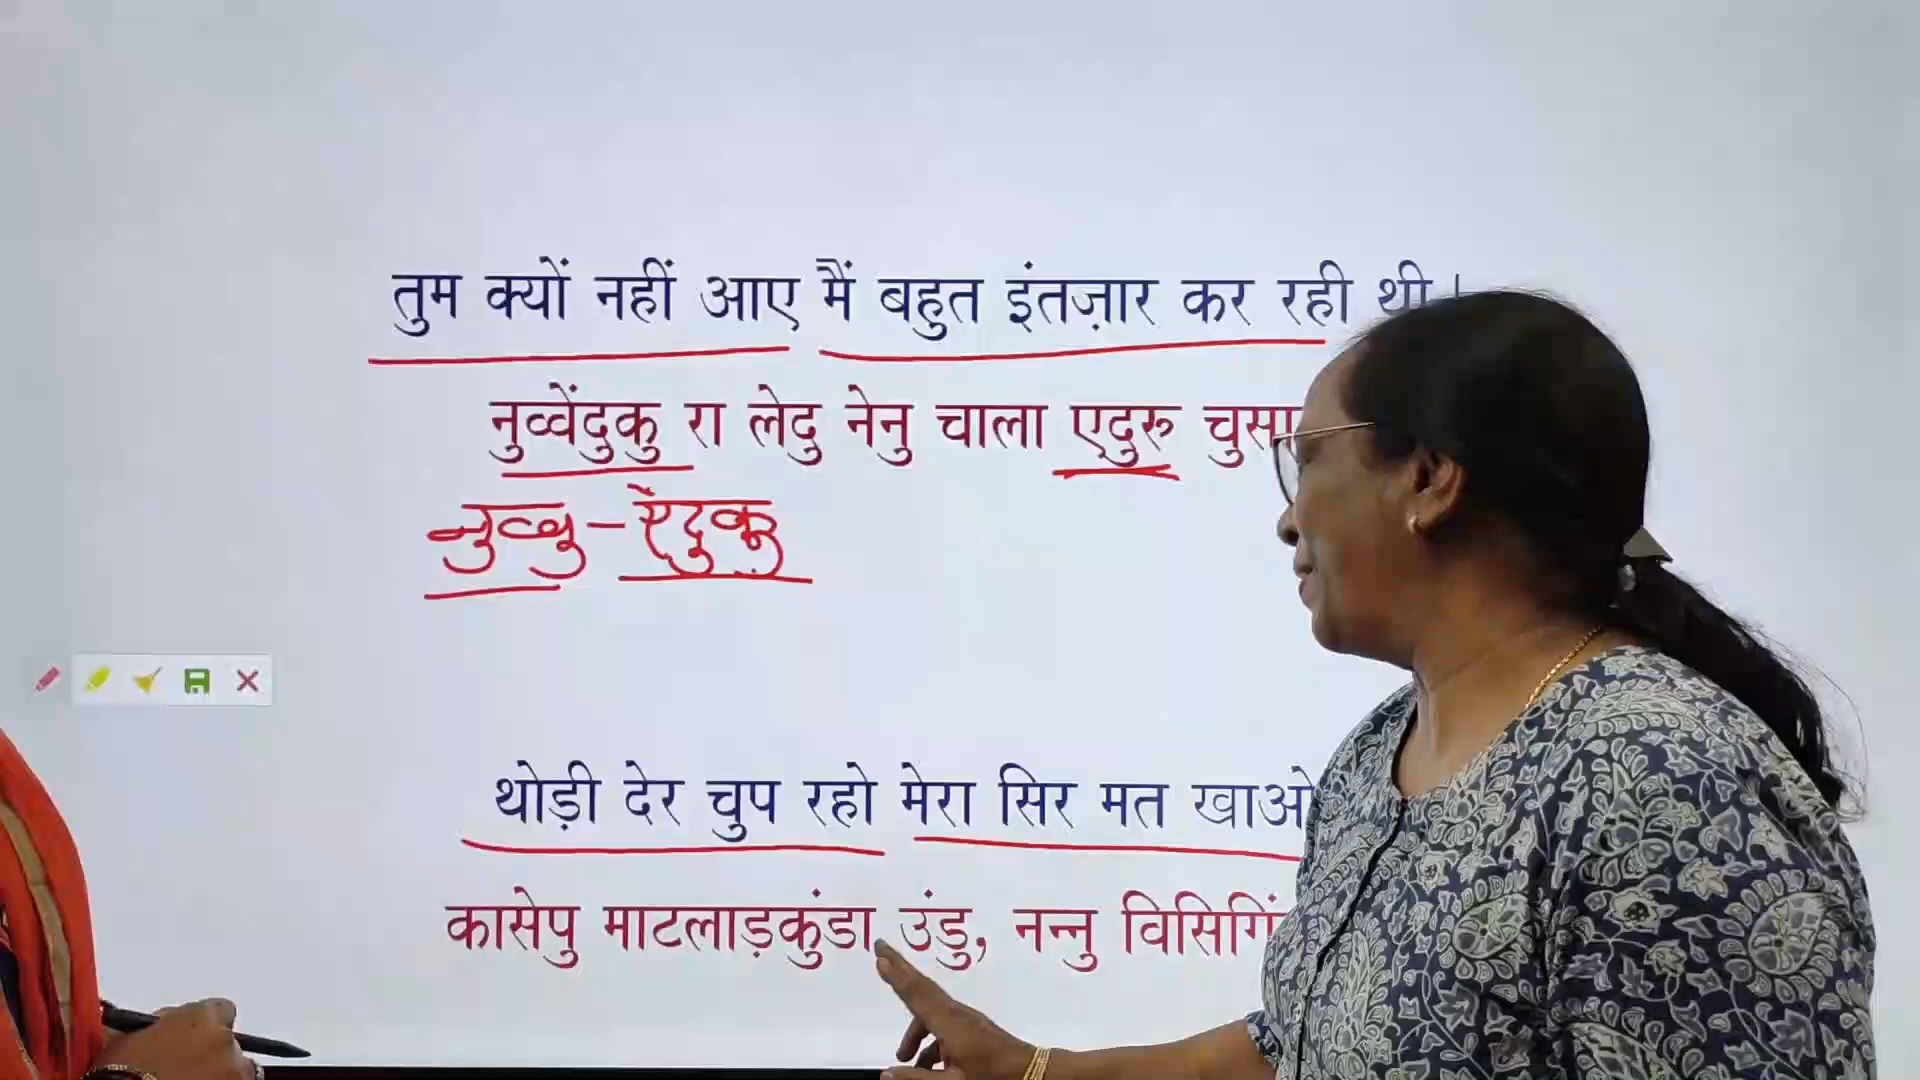 तुम क्यों नहीं आए मैं बहुत इंतज़ार कर रही थी |
नुव्वेंदुकु रा लेदु नेनु चाला एदुरु चुसा
नुव्वु - ऐंदुकु
थोड़ी देर चुप रहो मेरा सिर मत खाओ
कासेपु माटलाड़कुंडा उंडु, नन्नु विसिगिं